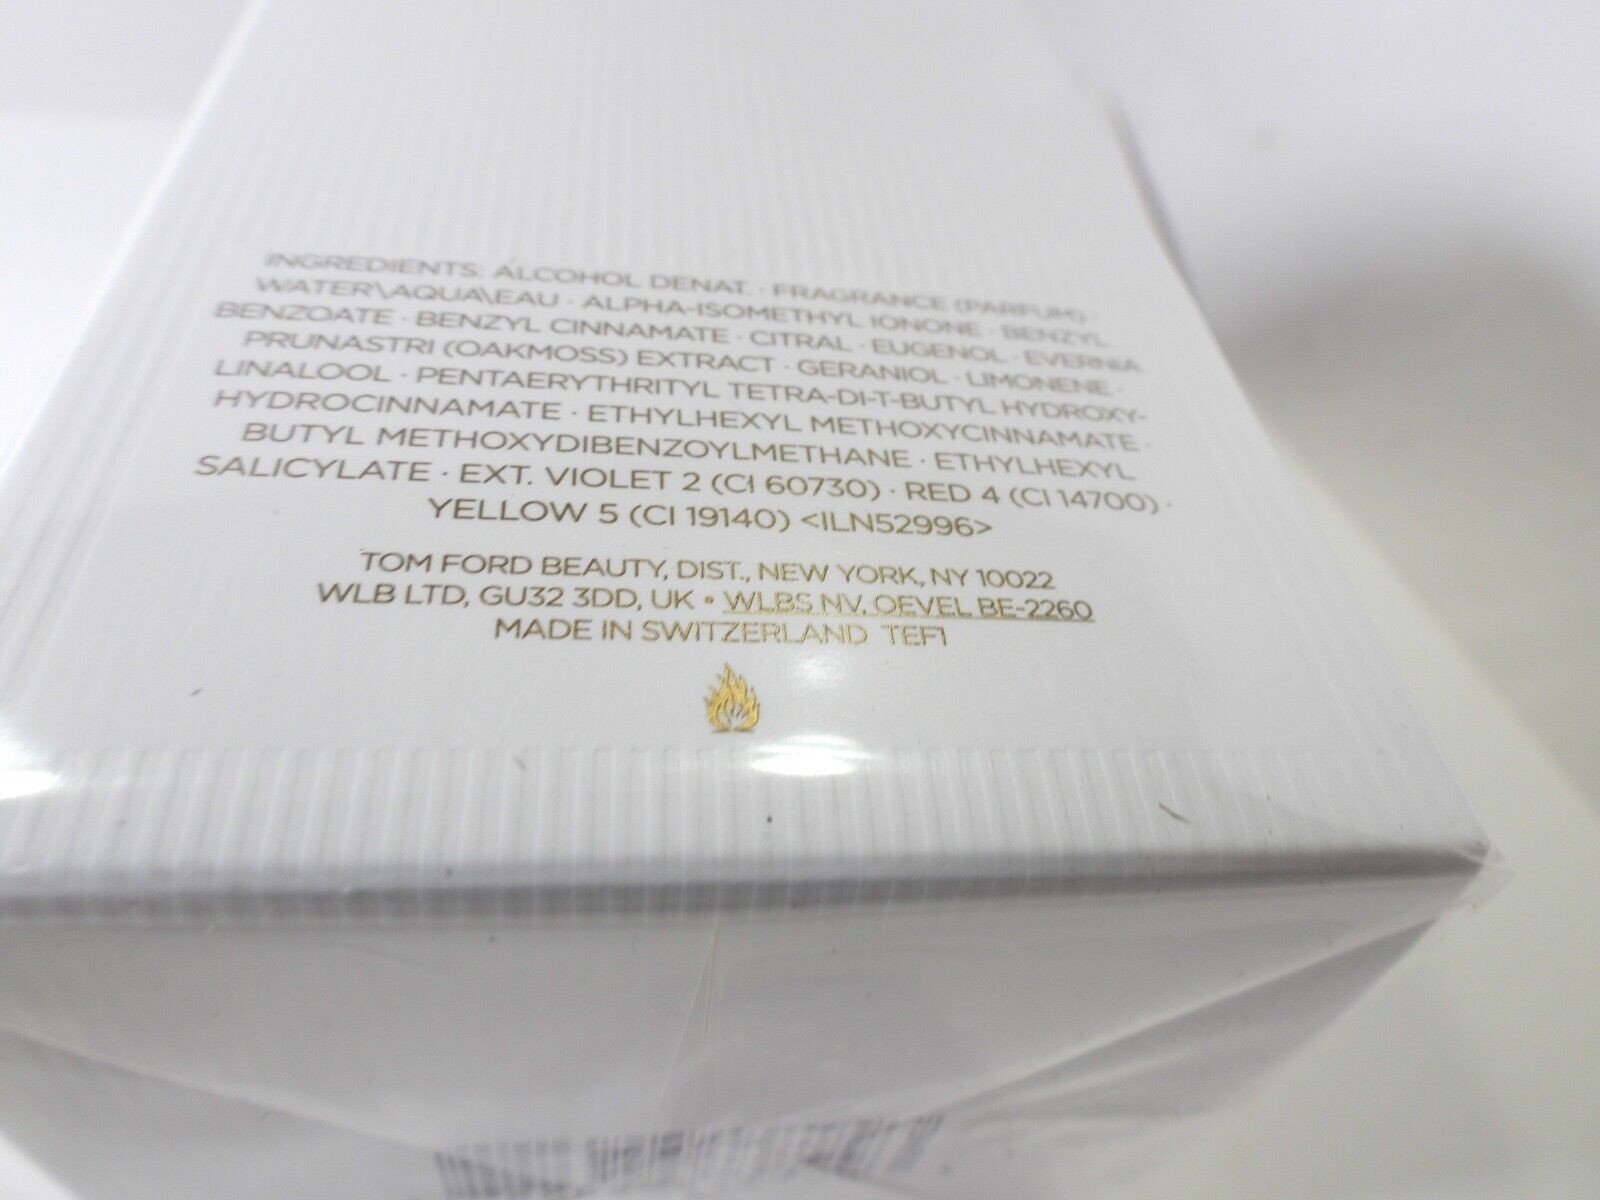 INGREDIENTS: ALCOHOL DENAT. · FRAGRANCE (PARFUM) ·
WATER\AQUA\EAU · ALPHA-ISOMETHYL IONONE · BENZYL
BENZOATE · BENZYL CINNAMATE · CITRAL · EUGENOL · EVERNIA
PRUNASTRI (OAKMOSS) EXTRACT · GERANIOL · LIMONENE ·
LINALOOL · PENTAERYTHRITYL TETRA-DI-T-BUTYL HYDROXY-
HYDROCINNAMATE · ETHYLHEXYL METHOXYCINNAMATE ·
BUTYL METHOXYDIBENZOYLMETHANE · ETHYLHEXYL
SALICYLATE · EXT. VIOLET 2 (CI 60730) · RED 4 (CI 14700) ·
YELLOW 5 (CI 19140) <ILN52996>
TOM FORD BEAUTY, DIST., NEW YORK, NY 10022
WLB LTD, GU32 3DD, UK • WLBS NV, OEVEL BE-2260
MADE IN SWITZERLAND TEF1